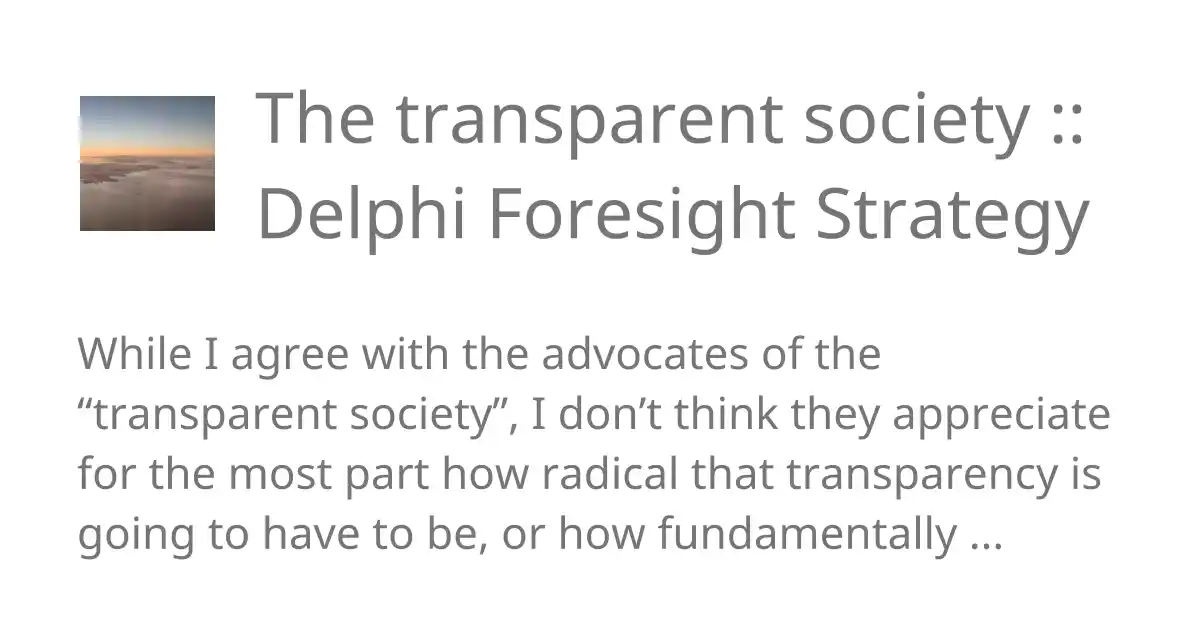 The transparent society ::
Delphi Foresight Strategy
While I agree with the advocates of the
“transparent society”, I don’t think they appreciate
for the most part how radical that transparency is
going to have to be, or how fundamentally ...